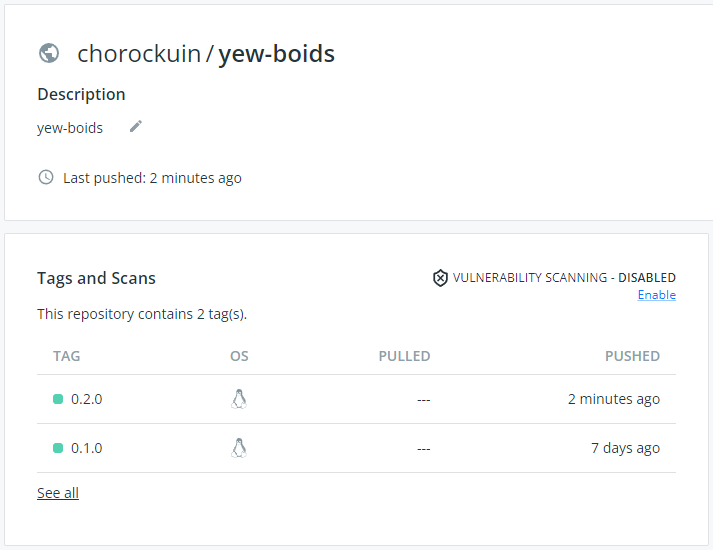 chorockuin / yew-boids
Description
yew-boids
Last pushed: 2 minutes ago
Tags and Scans
VULNERABILITY SCANNING - DISABLED
Enable
This repository contains 2 tag(s).
TAG OS PULLED PUSHED
0.2.0 --- 2 minutes ago
0.1.0 --- 7 days ago
See all